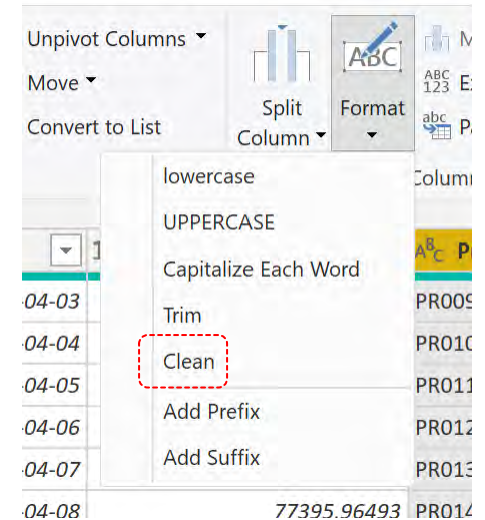 Unpivot Columns
Move
Convert to List
Split
Column
Format
ABC
ABC
123
abc
lowercase
UPPERCASE
Capitalize Each Word
Trim
Clean
Add Prefix
Add Suffix
ABC
-04-03
PR009
-04-04
PR010
-04-05
PR011
-04-06
PR012
-04-07
PR013
-04-08
77395.96493
PR014